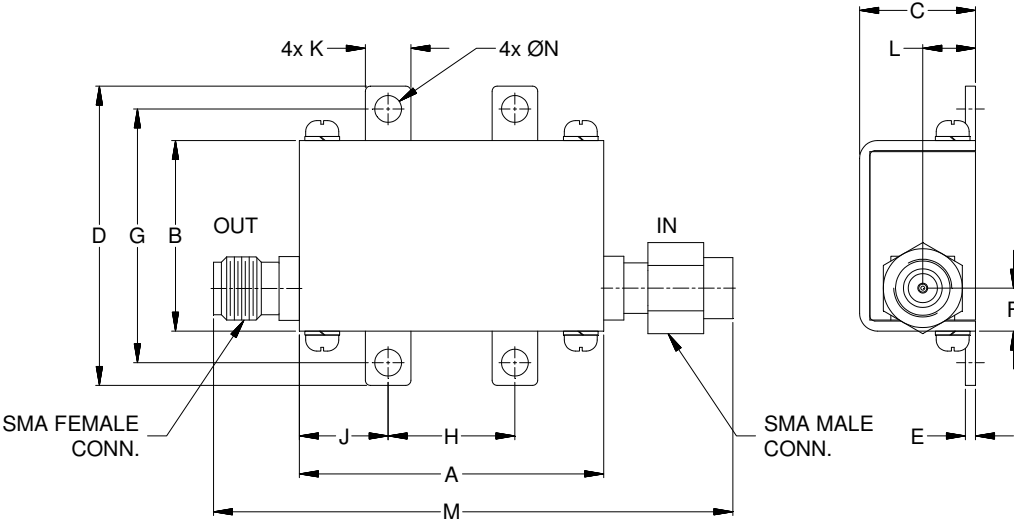 C
L
4x K
4x ØN
D
G
B
OUT
IN
F
SMA FEMALE
CONN.
J
H
SMA MALE
CONN.
E
A
M